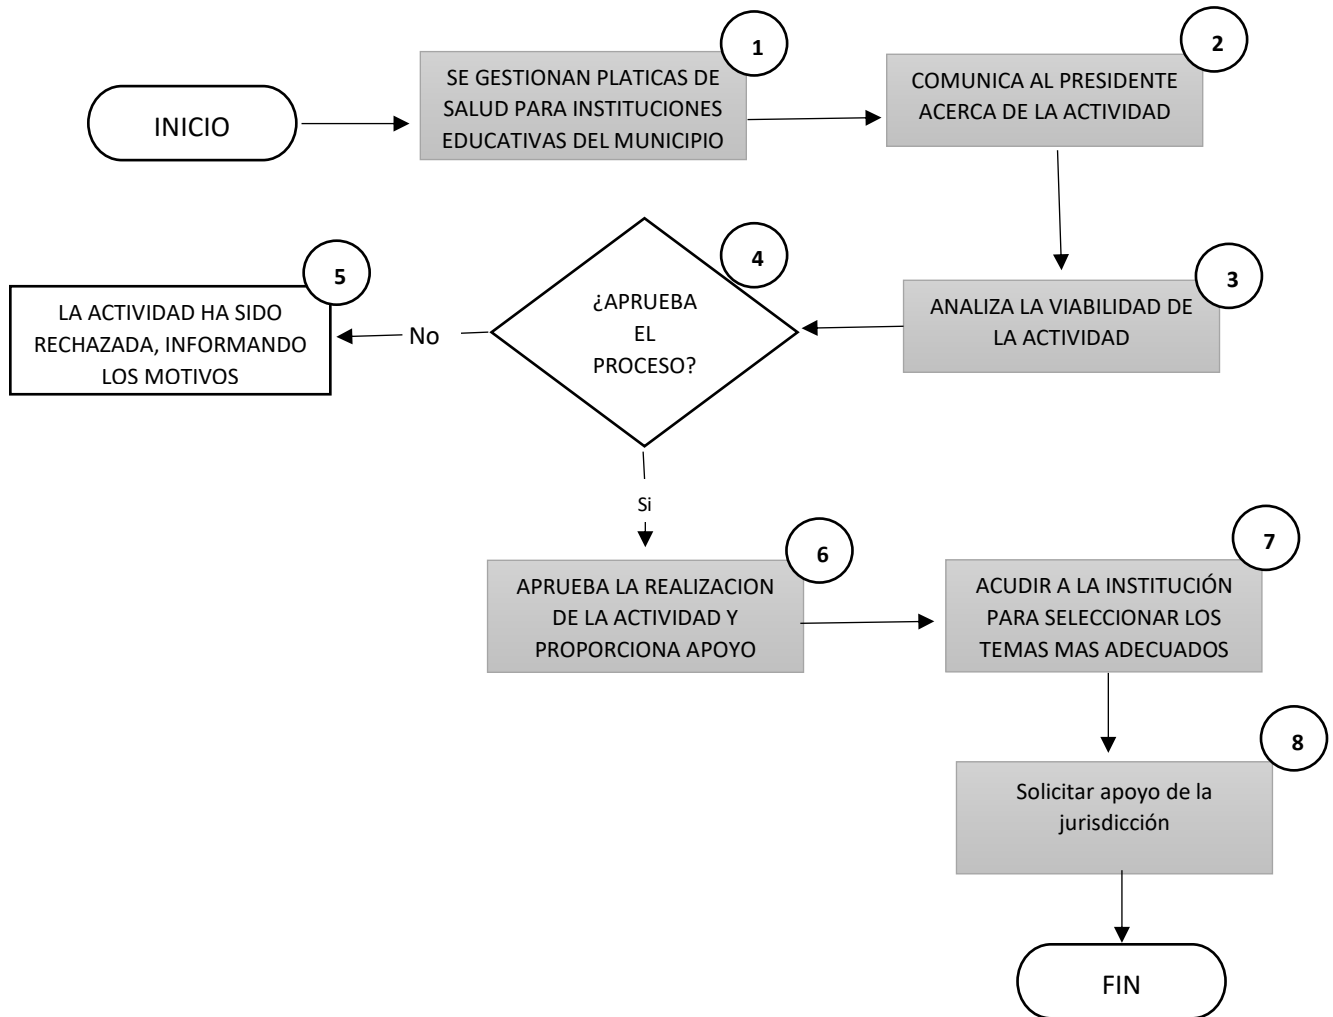 INICIO
1
SE GESTIONAN PLATICAS DE
SALUD PARA INSTITUCIONES
EDUCATIVAS DEL MUNICIPIO
2
COMUNICA AL PRESIDENTE
ACERCA DE LA ACTIVIDAD
3
ANALIZA LA VIABILIDAD DE
LA ACTIVIDAD
4
¿APRUEBA
EL
PROCESO?
No
5
LA ACTIVIDAD HA SIDO
RECHAZADA, INFORMANDO
LOS MOTIVOS
Si
6
APRUEBA LA REALIZACION
DE LA ACTIVIDAD Y
PROPORCIONA APOYO
7
ACUDIR A LA INSTITUCIÓN
PARA SELECCIONAR LOS
TEMAS MAS ADECUADOS
8
Solicitar apoyo de la
jurisdicción
FIN